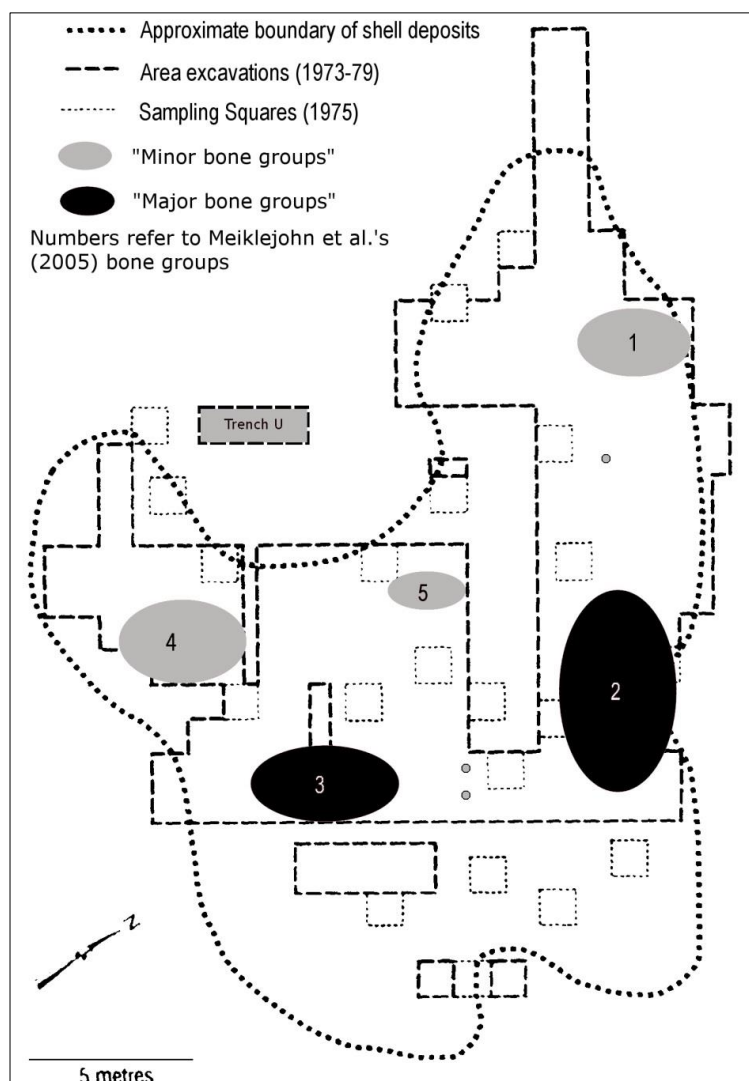 Approximate boundary of shell deposits
Area excavations (1973-79)
Sampling Squares (1975)
"Minor bone groups"
"Major bone groups"
Numbers refer to Meiklejohn et al.'s
(2005) bone groups
1
Trench U
5
4
2
3
N
5 metres